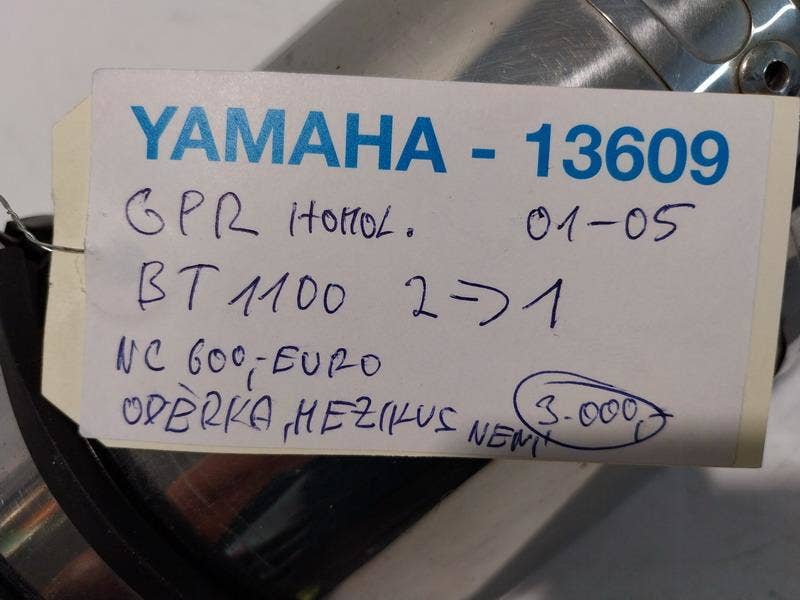 YAMAHA - 13609
GPR HOMOL. 01-05
BT 1100 2=>1
NC 600,- EURO
ODĚRKA, MEZIKUS NENÍ 3.000,-